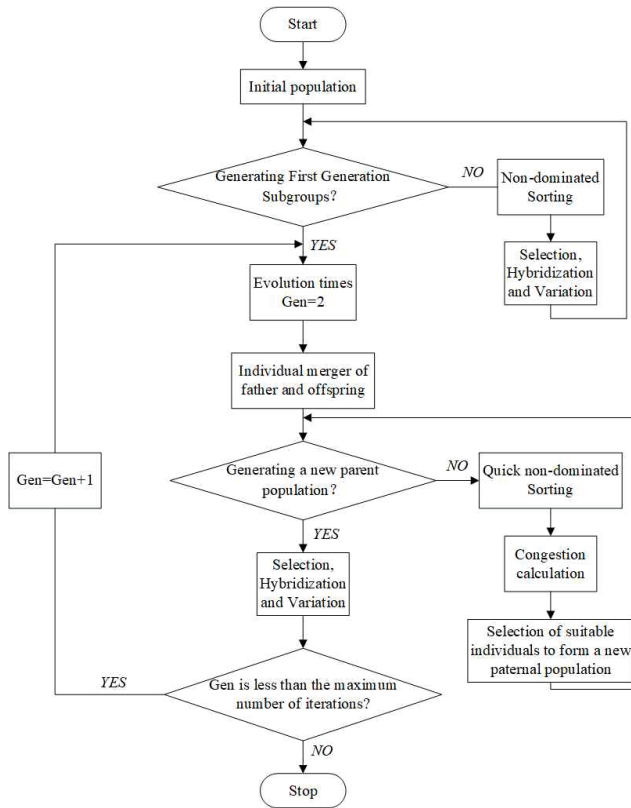 Start
Initial population
Generating First Generation
Subgroups?
NO
Non-dominated
Sorting
YES
Selection,
Hybridization
and Variation
Evolution times
Gen=2
Individual merger of
father and offspring
Gen=Gen+1
Generating a new parent
population?
NO
Quick non-dominated
Sorting
YES
Selection,
Hybridization
and Variation
Congestion
calculation
Selection of suitable
individuals to form a new
paternal population
YES
Gen is less than the maximum
number of iterations?
NO
Stop